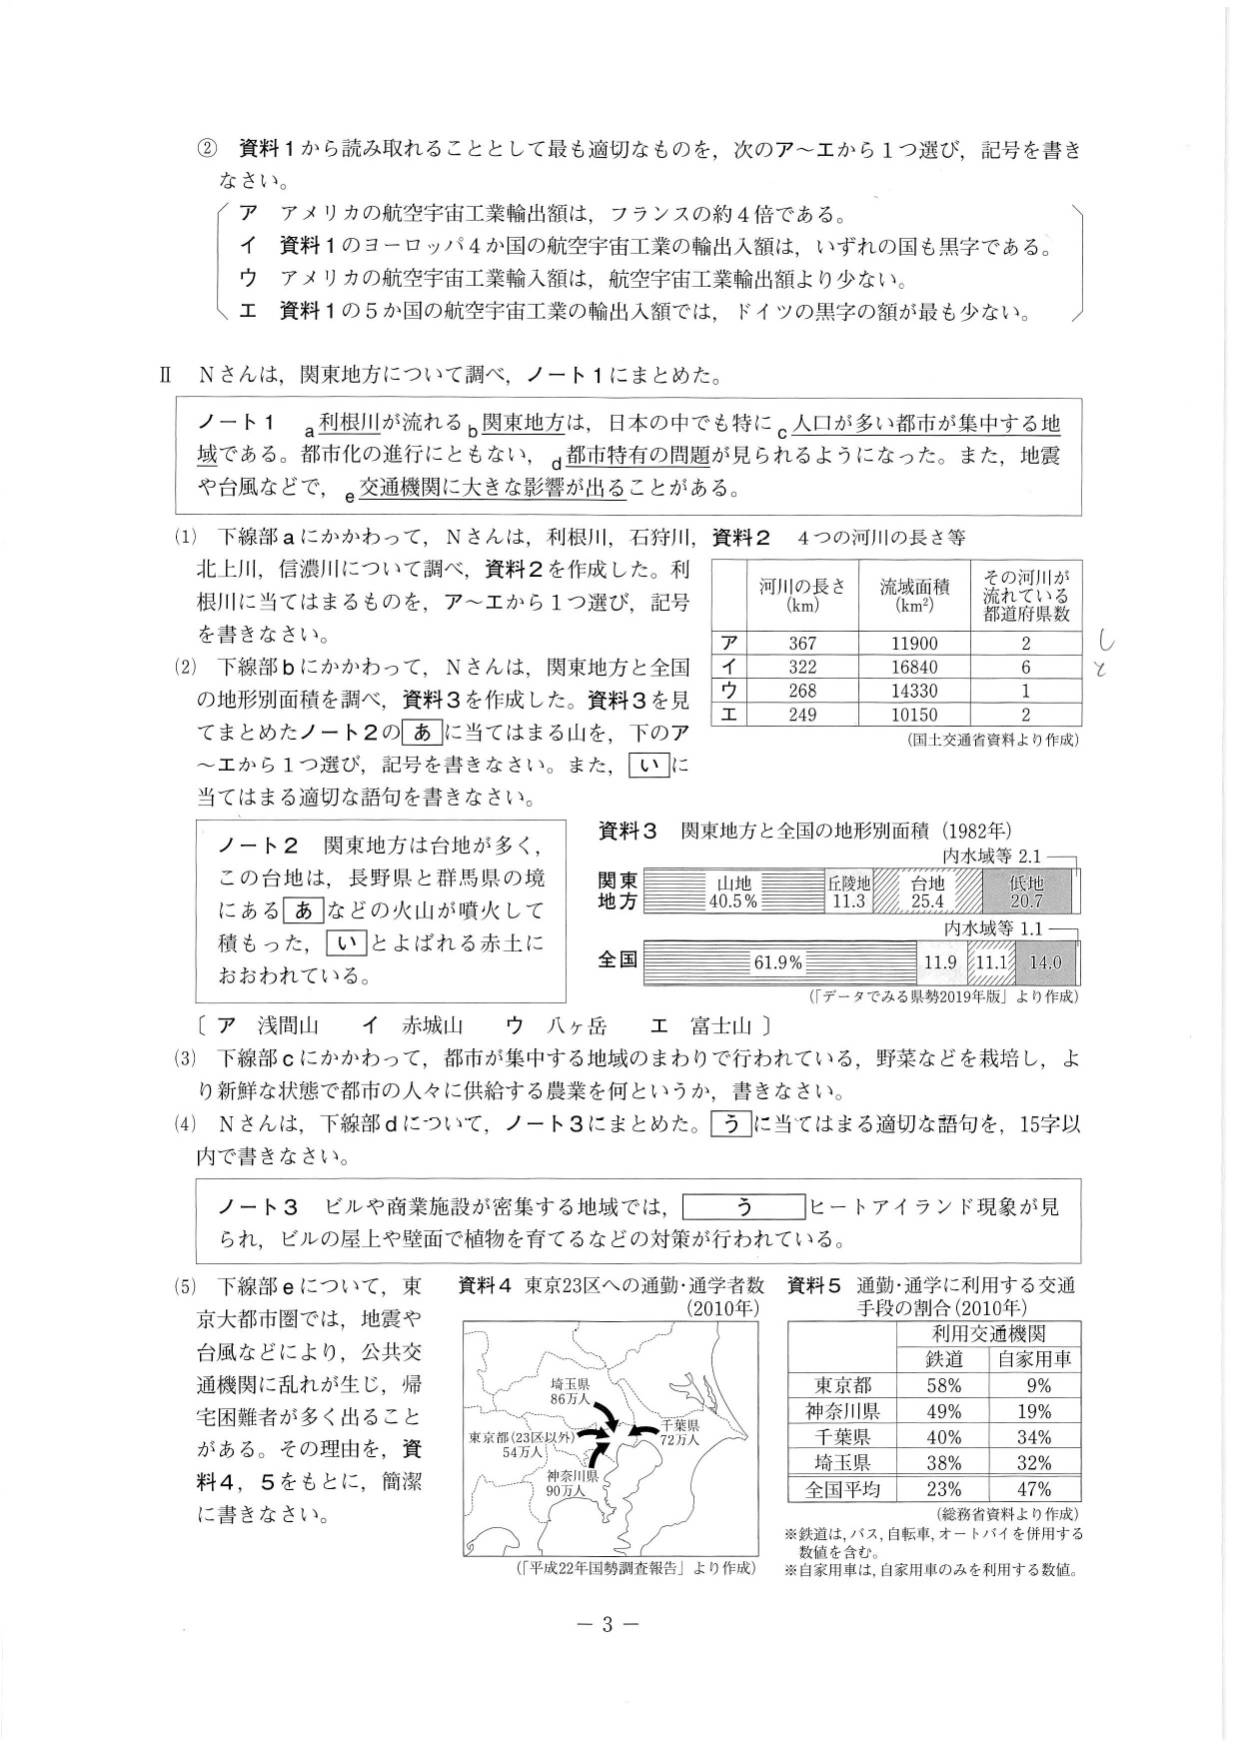 ② 資料1から読み取れることとして最も適切なものを，次のア～エから１つ選び，記号を書き
なさい。
ア アメリカの航空宇宙工業輸出額は，フランスの約４倍である。
イ 資料1のヨーロッパ４か国の航空宇宙工業の輸出入額は，いずれの国も黒字である。
ウ アメリカの航空宇宙工業輸入額は，航空宇宙工業輸出額より少ない。
エ 資料1の５か国の航空宇宙工業の輸出入額では，ドイツの黒字の額が最も少ない。
Ⅱ Ｎさんは，関東地方について調べ，ノート1にまとめた。
ノート1 a利根川が流れるb関東地方は，日本の中でも特にc人口が多い都市が集中する地
域である。都市化の進行にともない，d都市特有の問題が見られるようになった。また，地震
や台風などで，e交通機関に大きな影響が出ることがある。
(1) 下線部aにかかわって，Ｎさんは，利根川，石狩川，
北上川，信濃川について調べ，資料2を作成した。利
根川に当てはまるものを，ア～エから１つ選び，記号
を書きなさい。
資料2 ４つの河川の長さ等
河川の長さ(km) 流域面積(km²) その河川が流れている都道府県数
ア 367 11900 2
イ 322 16840 6
ウ 268 14330 1
エ 249 10150 2
(国土交通省資料より作成)
し
と
(2) 下線部bにかかわって，Ｎさんは，関東地方と全国
の地形別面積を調べ，資料3を作成した。資料3を見
てまとめたノート2の あ に当てはまる山を，下のア
～エから１つ選び，記号を書きなさい。また， い に
当てはまる適切な語句を書きなさい。
ノート2 関東地方は台地が多く，
この台地は，長野県と群馬県の境
にある あ などの火山が噴火して
積もった， い とよばれる赤土に
おおわれている。
資料3 関東地方と全国の地形別面積（1982年）
内水域等 2.1
関東地方 山地 40.5% 丘陵地 11.3 台地 25.4 低地 20.7
内水域等 1.1
全国 61.9% 11.9 11.1 14.0
(「データでみる県勢2019年版」より作成)
〔 ア 浅間山 イ 赤城山 ウ 八ヶ岳 エ 富士山 〕
(3) 下線部cにかかわって，都市が集中する地域のまわりで行われている，野菜などを栽培し，よ
り新鮮な状態で都市の人々に供給する農業を何というか，書きなさい。
(4) Ｎさんは，下線部dについて，ノート3にまとめた。 う に当てはまる適切な語句を，15字以
内で書きなさい。
ノート3 ビルや商業施設が密集する地域では， う ヒートアイランド現象が見
られ，ビルの屋上や壁面で植物を育てるなどの対策が行われている。
(5) 下線部eについて，東
京大都市圏では，地震や
台風などにより，公共交
通機関に乱れが生じ，帰
宅困難者が多く出ること
がある。その理由を，資
料4，5をもとに，簡潔
に書きなさい。
資料4 東京23区への通勤・通学者数
(2010年)
埼玉県
86万人
千葉県
72万人
東京都(23区以外)
54万人
神奈川県
90万人
(「平成22年国勢調査報告」より作成)
資料5 通勤・通学に利用する交通
手段の割合(2010年)
利用交通機関
鉄道 自家用車
東京都 58% 9%
神奈川県 49% 19%
千葉県 40% 34%
埼玉県 38% 32%
全国平均 23% 47%
(総務省資料より作成)
※鉄道は，バス，自転車，オートバイを併用する
数値を含む。
※自家用車は，自家用車のみを利用する数値。
－ 3 －